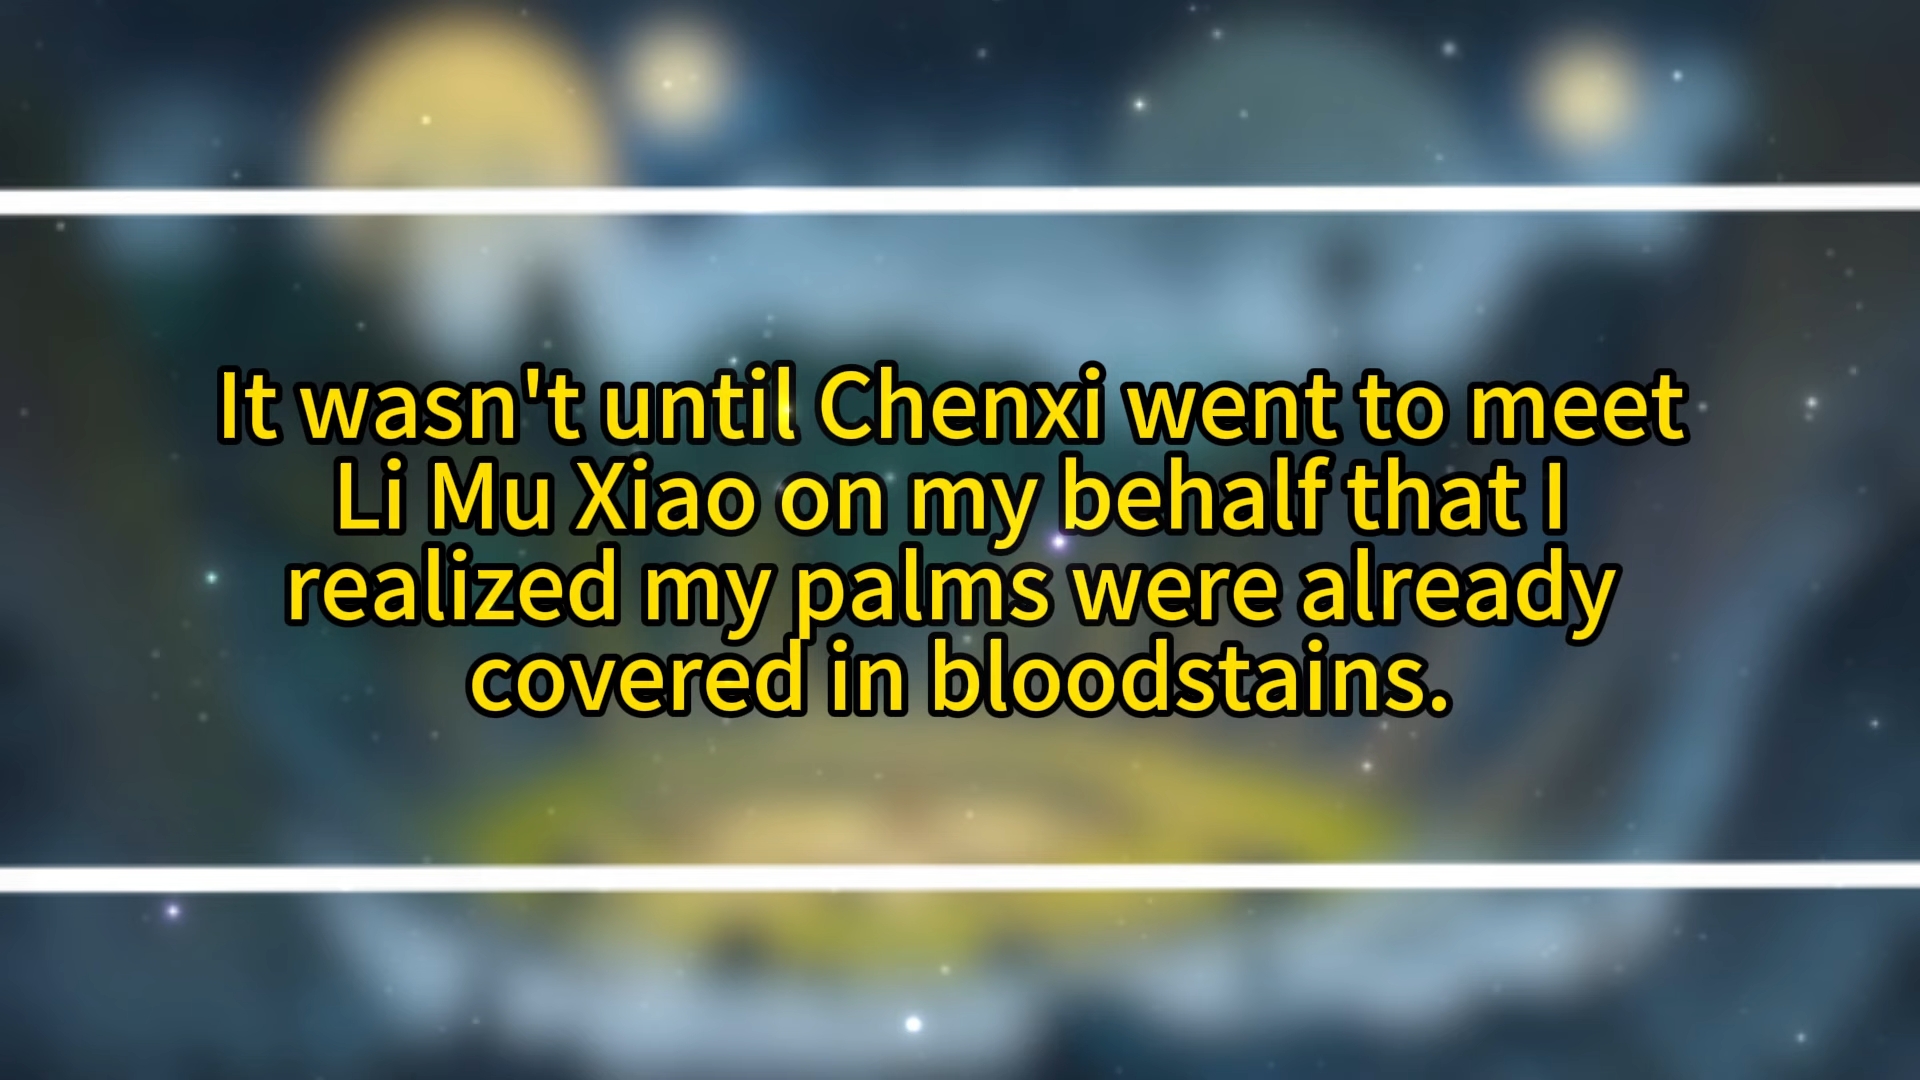 It wasn't until Chenxi went to meet
Li Mu Xiao on my behalf that I
realized my palms were already
covered in bloodstains.